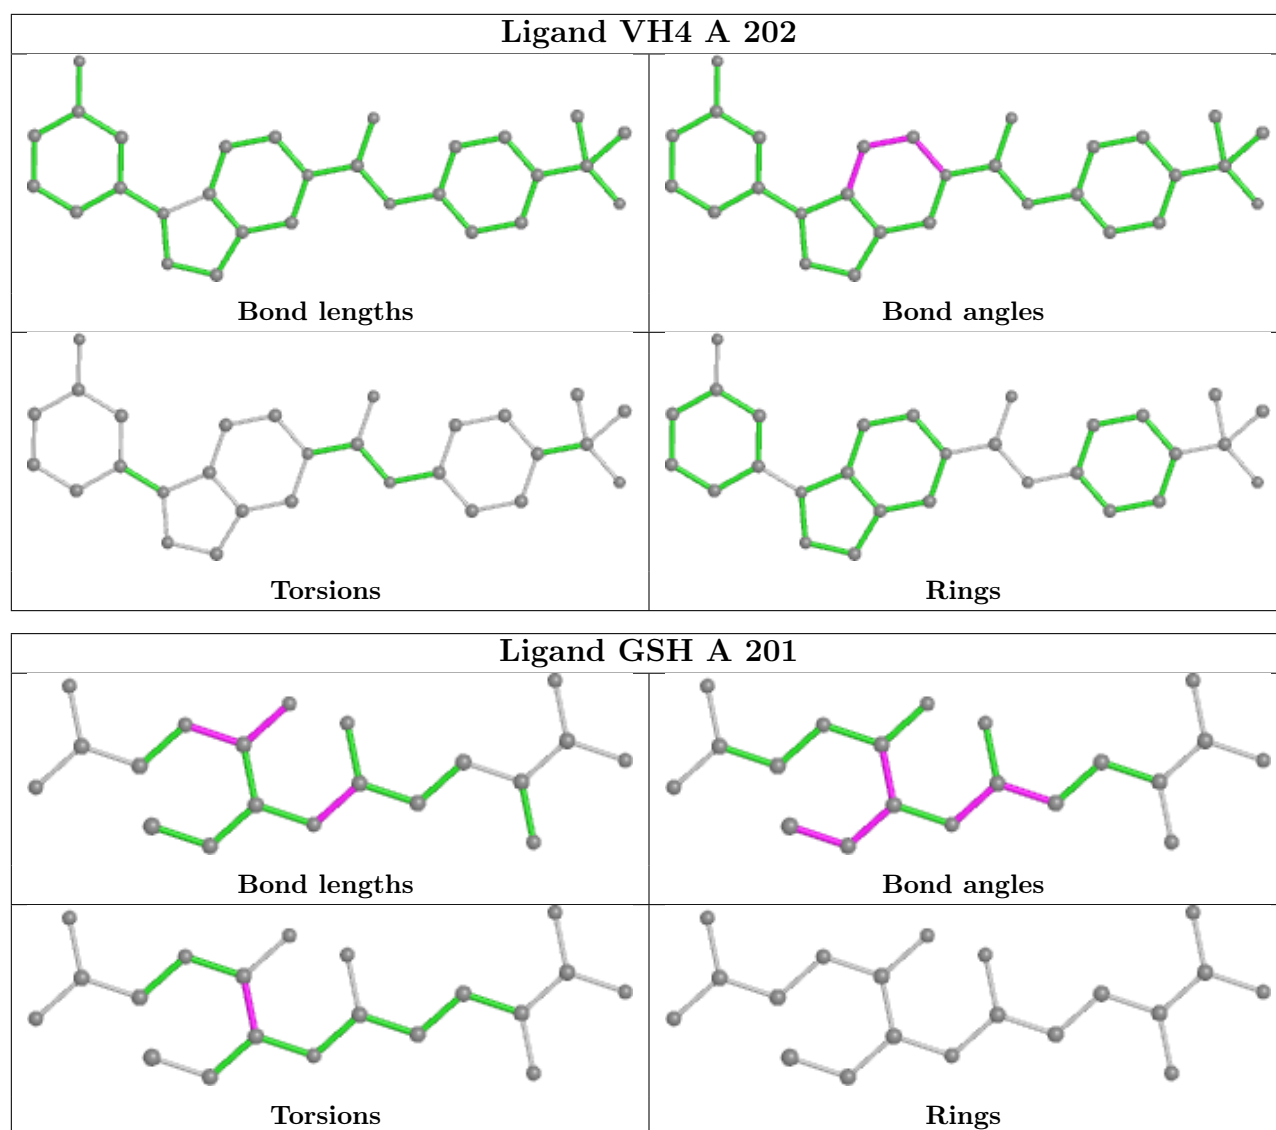 Ligand VH4 A 202
Bond lengths
Bond angles
Torsions
Rings
Ligand GSH A 201
Bond lengths
Bond angles
Torsions
Rings